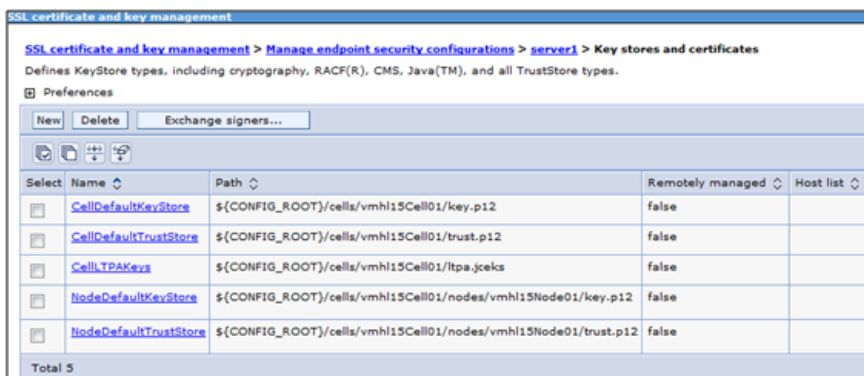 SSL certificate and key management
SSL certificate and key management > Manage endpoint security configurations > server1 > Key stores and certificates
Defines KeyStore types, including cryptography, RACF(R), CMS, Java(TM), and all TrustStore types.
Preferences
New Delete Exchange signers...
Select Name Path Remotely managed Host list
CellDefaultKeyStore ${CONFIG_ROOT}/cells/vmhl15Cell01/key.p12 false
CellDefaultTrustStore ${CONFIG_ROOT}/cells/vmhl15Cell01/trust.p12 false
CellLTPAKeys ${CONFIG_ROOT}/cells/vmhl15Cell01/ltpa.jceks false
NodeDefaultKeyStore ${CONFIG_ROOT}/cells/vmhl15Cell01/nodes/vmhl15Node01/key.p12 false
NodeDefaultTrustStore ${CONFIG_ROOT}/cells/vmhl15Cell01/nodes/vmhl15Node01/trust.p12 false
Total 5